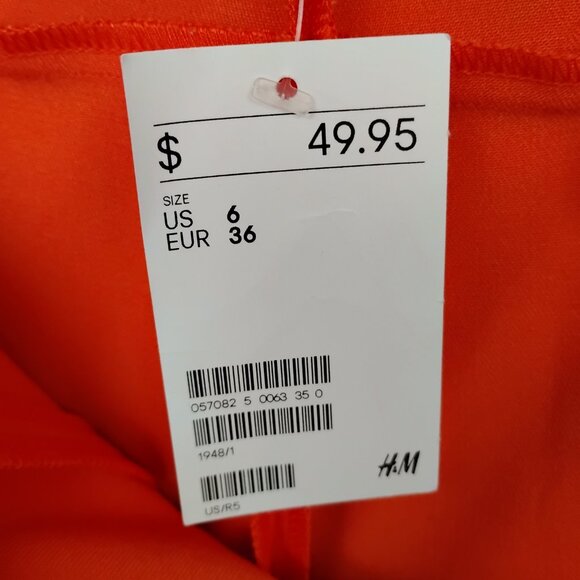 $ 49.95
SIZE
US 6
EUR 36
057082 5 0063 35 0
1948/1
H&M
US/R5